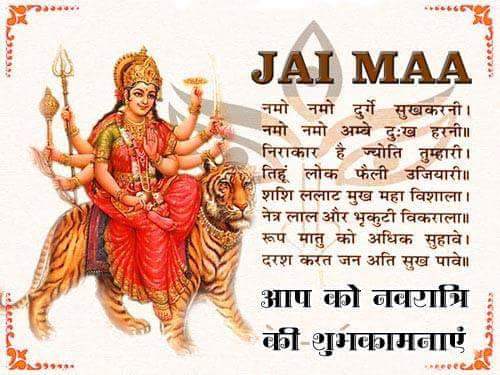 JAI MAA
नमो नमो दुर्गे सुखकरनी।
नमो नमो अम्बे दुःख हरनी॥
निराकार है ज्योति तुम्हारी।
तिहूं लोक फैली उजियारी॥
शशि ललाट मुख महा विशाला।
नेत्र लाल और भृकुटी विकराला॥
रूप मातु को अधिक सुहावे।
दरश करत जन अति सुख पावे॥
आप को नवरात्रि
की शुभकामनाएं